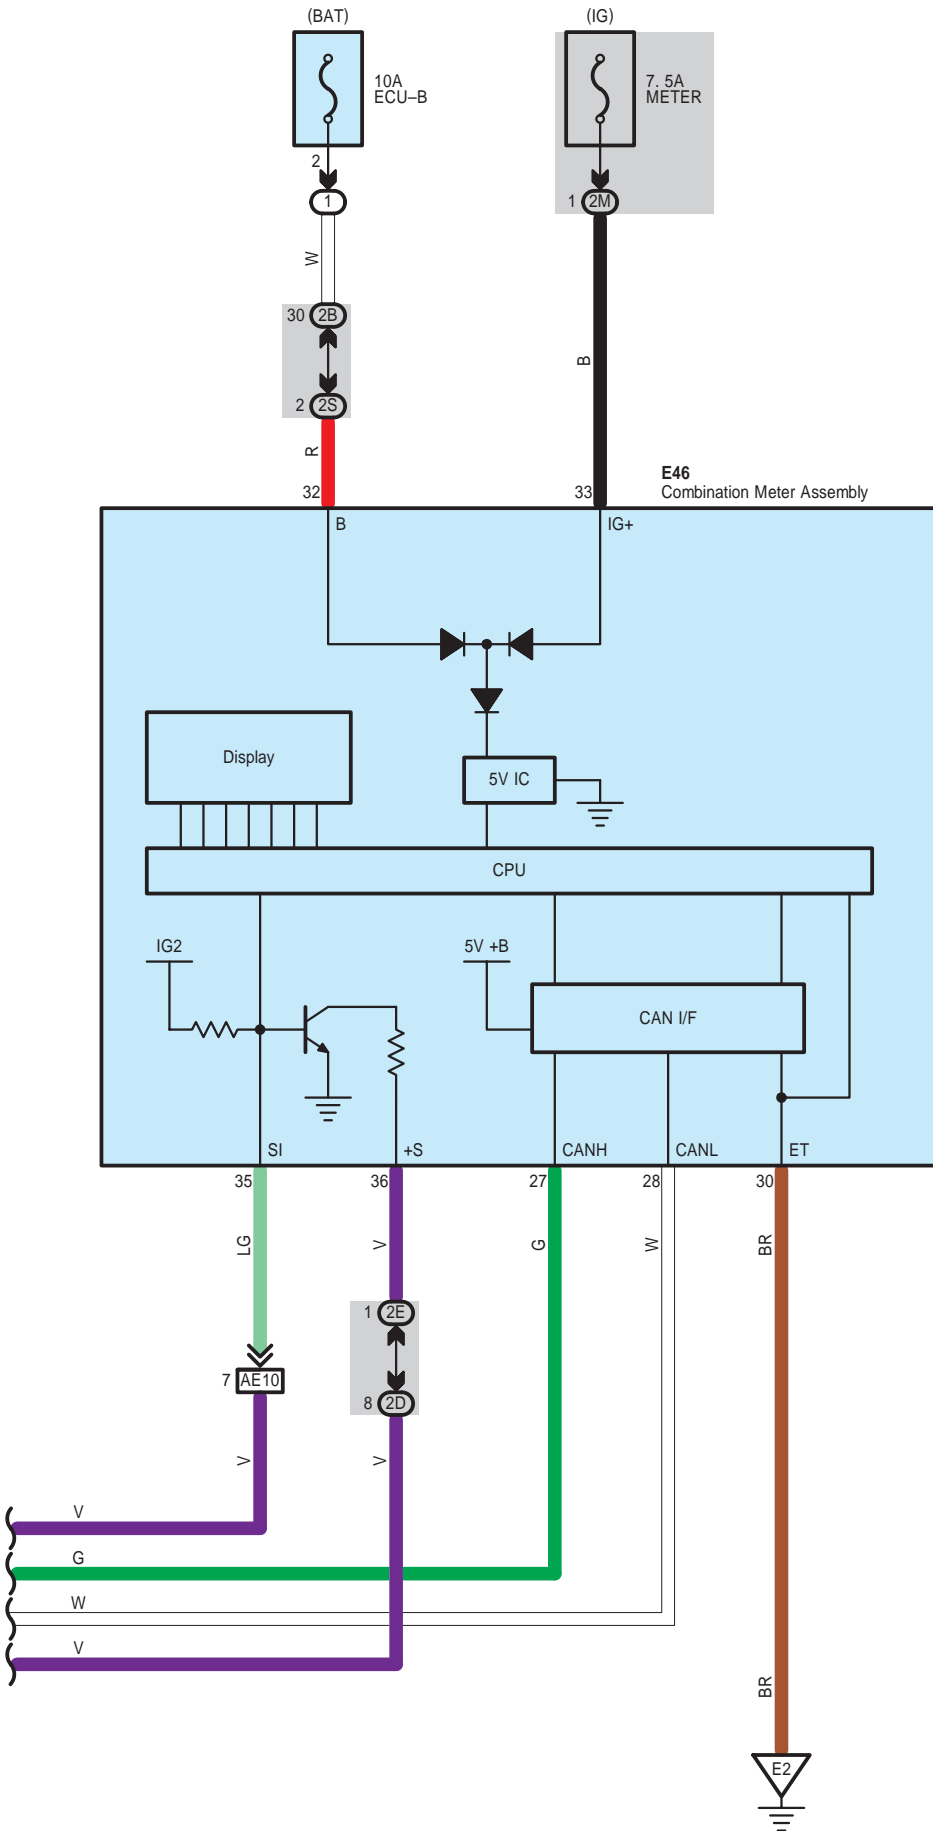 (BAT)
(IG)
10A
ECU–B
7. 5A
METER
2
1
1
2M
W
30
2B
B
2
2S
R
32
33
E46
Combination Meter Assembly
B
IG+
Display
5V IC
CPU
IG2
5V +B
CAN I/F
SI
+S
CANH
CANL
ET
35
36
27
28
30
LG
V
G
W
BR
1
2E
7
AE10
8
2D
V
V
V
G
W
V
BR
E2